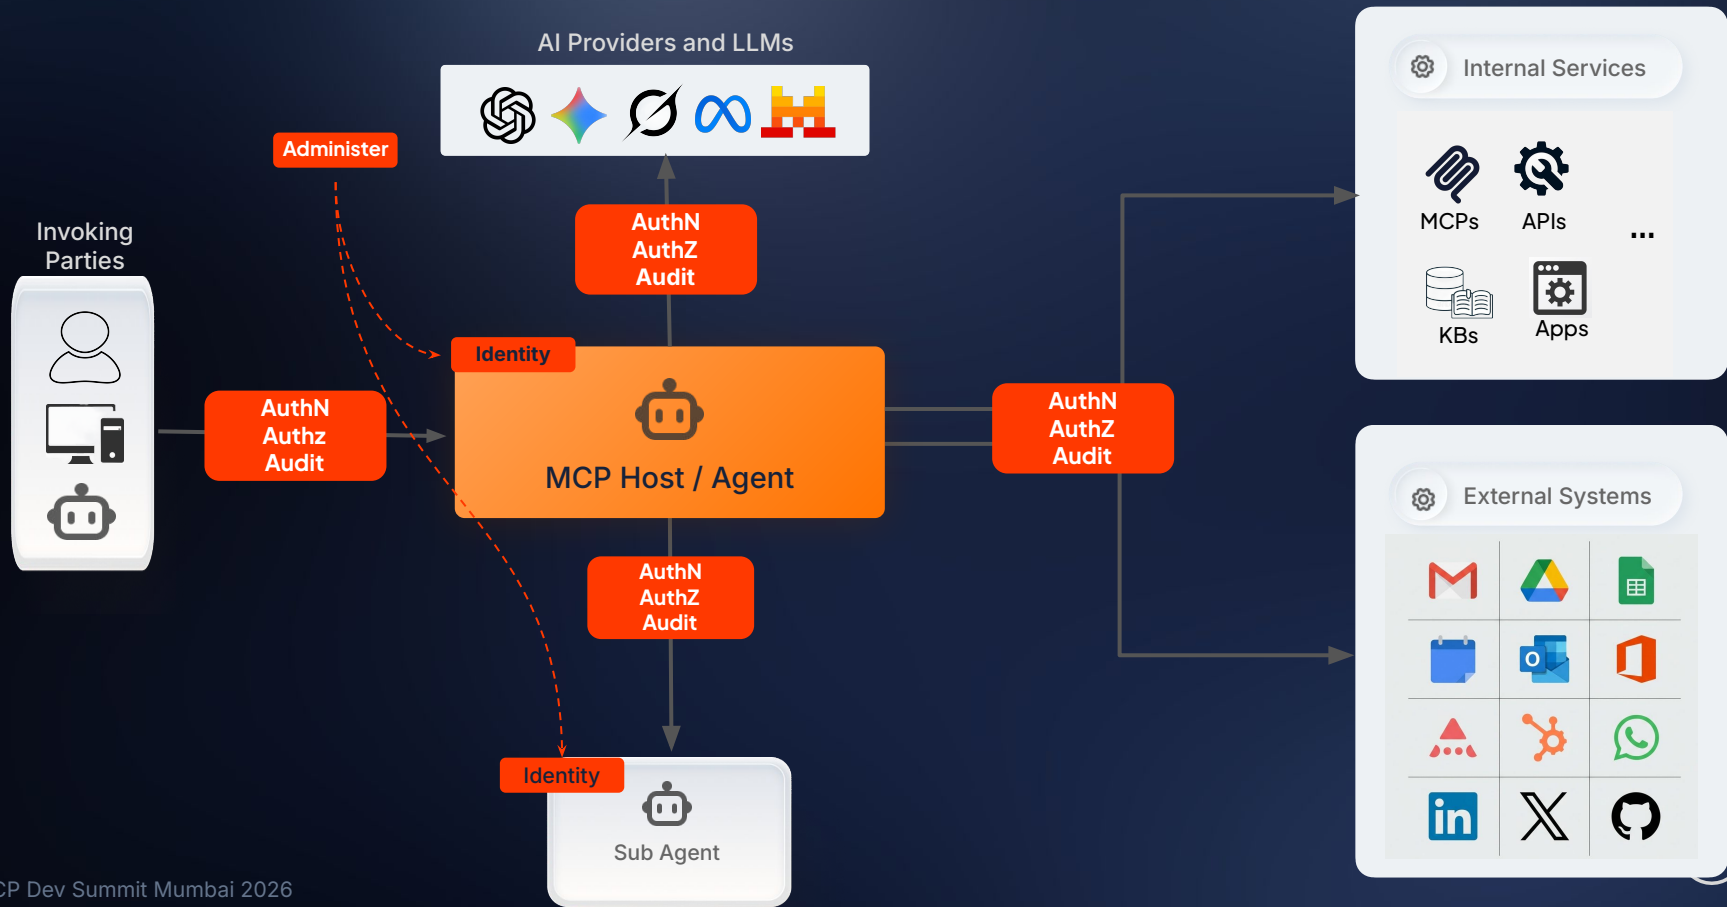 AI Providers and LLMs
Administer
Invoking
Parties
AuthN
AuthZ
Audit
Identity
AuthN
Authz
Audit
MCP Host / Agent
AuthN
AuthZ
Audit
AuthN
AuthZ
Audit
Identity
Sub Agent
Internal Services
MCPs
APIs
...
KBs
Apps
External Systems
O
in
CP Dev Summit Mumbai 2026